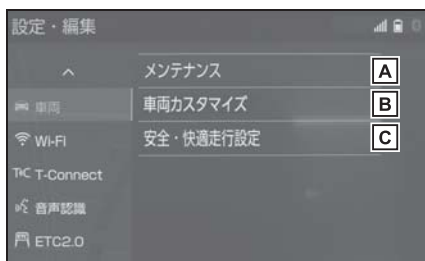 設定・編集
メンテナンス
A
車両
車両カスタマイズ
B
Wi-Fi
安全・快適走行設定
C
T-Connect
音声認識
ETC2.0